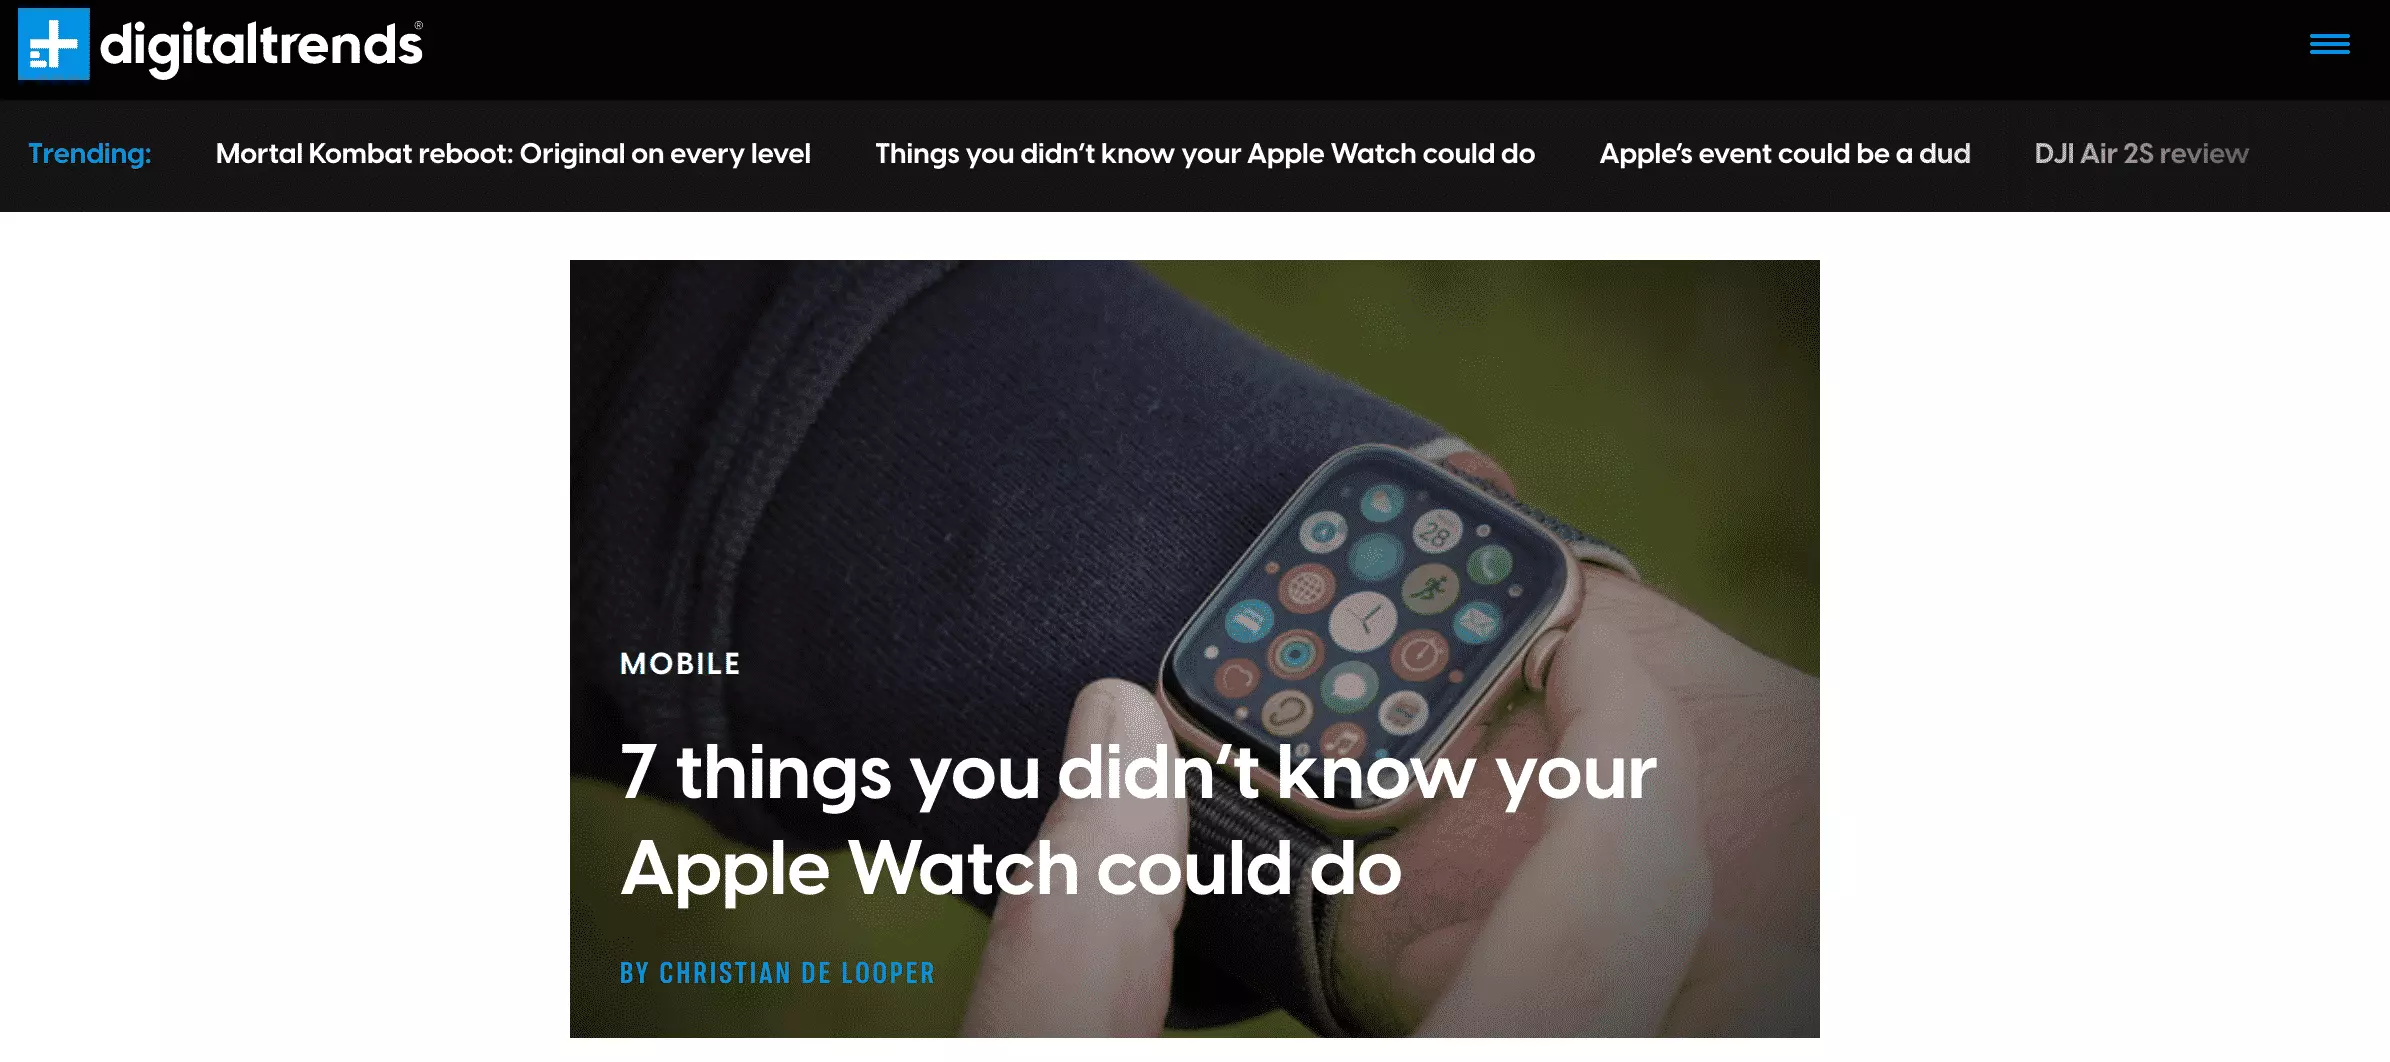 digitaltrends®
Trending: Mortal Kombat reboot: Original on every level Things you didn’t know your Apple Watch could do Apple’s event could be a dud DJI Air 2S review
28
MOBILE
7 things you didn’t know your
Apple Watch could do
BY CHRISTIAN DE LOOPER